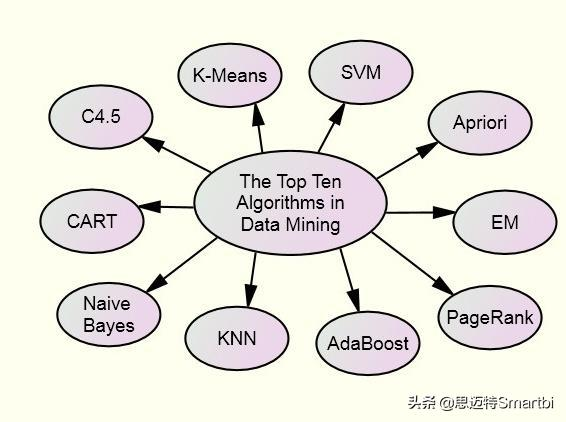 K-Means
SVM
C4.5
Apriori
The Top Ten
Algorithms in
Data Mining
CART
EM
Naive
Bayes
KNN
AdaBoost
PageRank
头条 @思迈特Smartbi